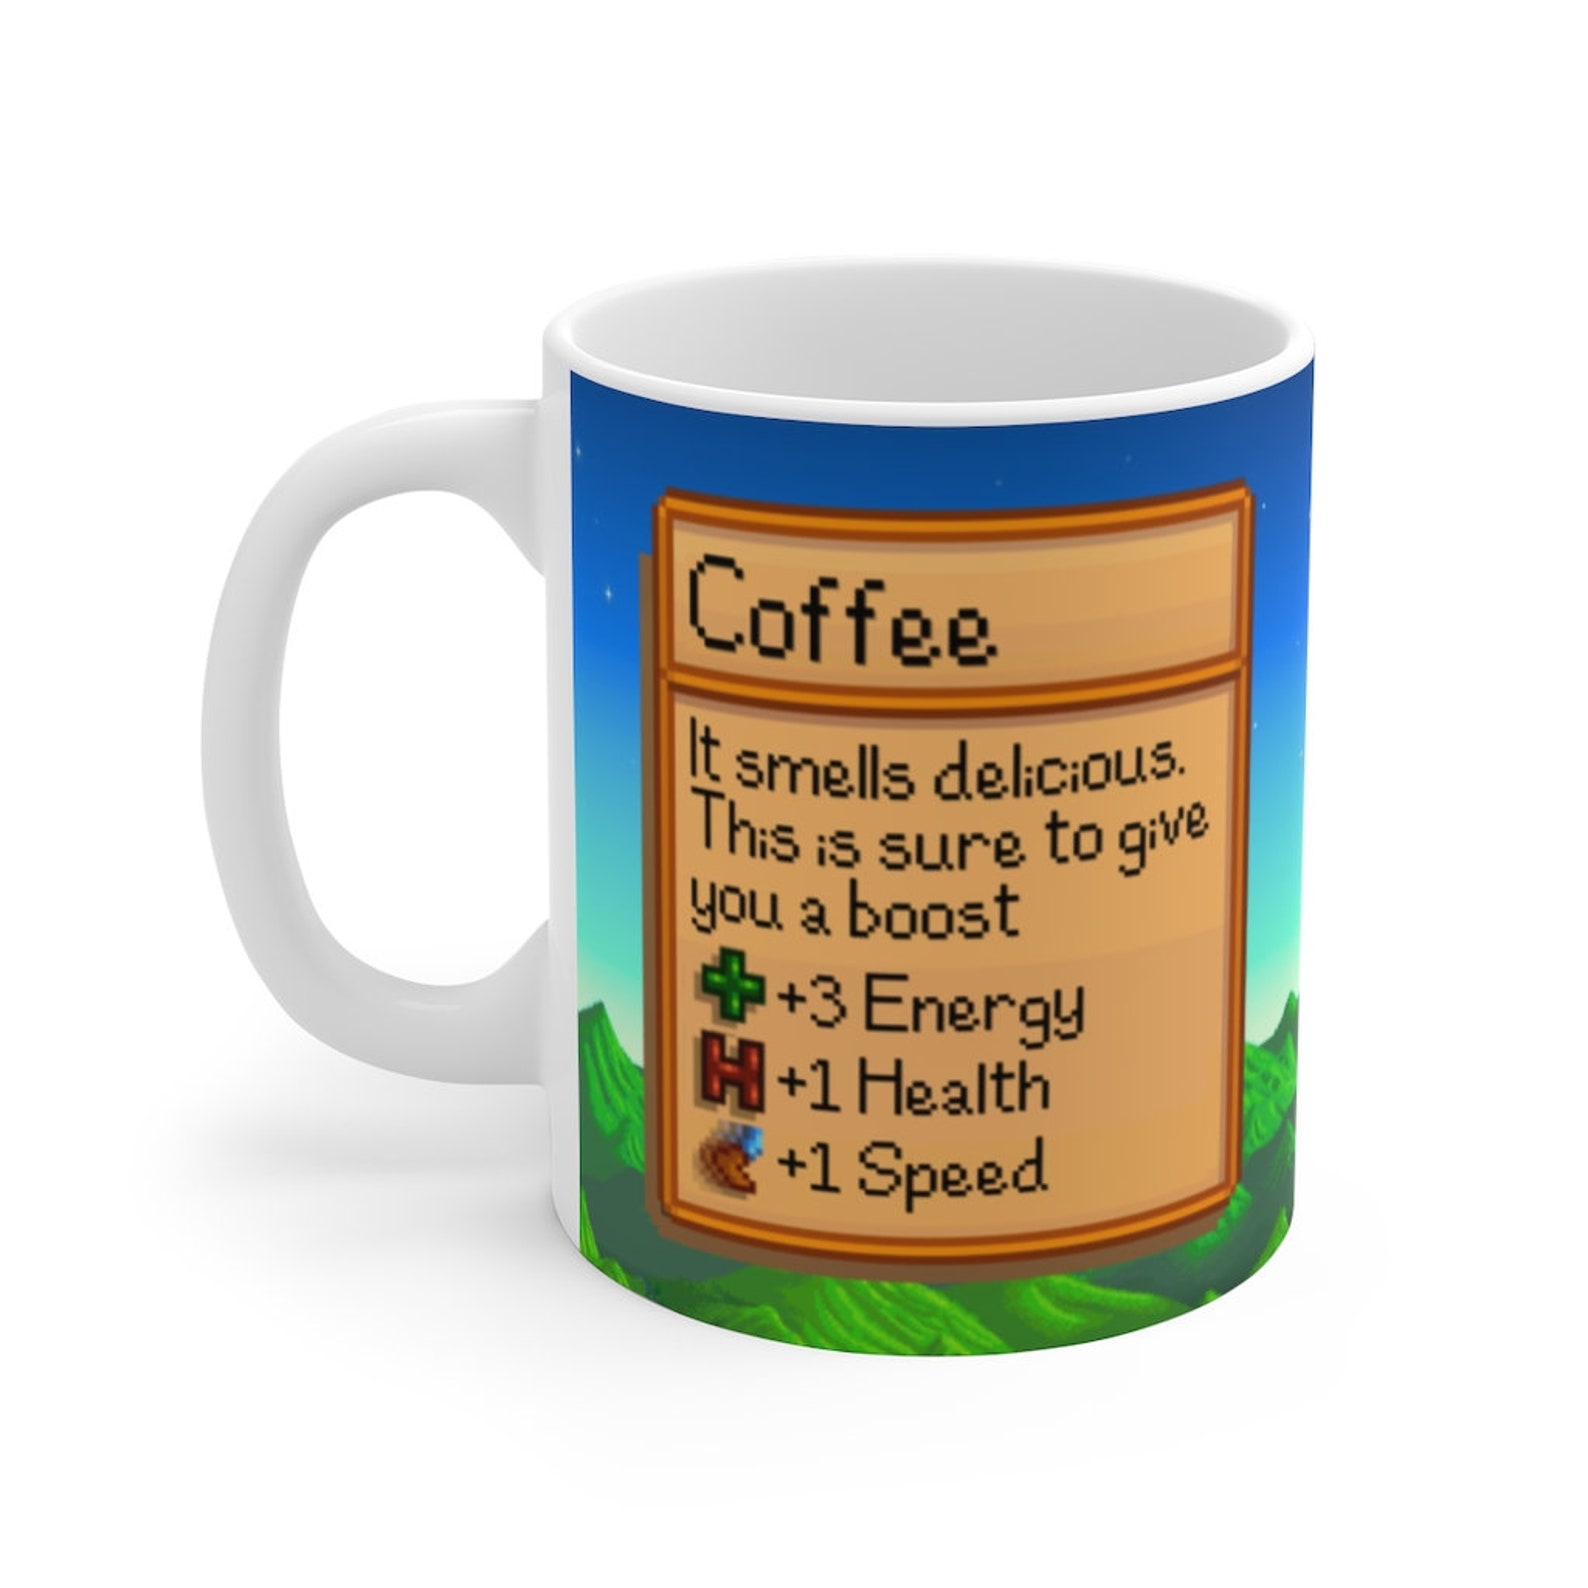 Coffee
It smells delicious.
This is sure to give
you a boost
+3 Energy
H +1 Health
+1 Speed